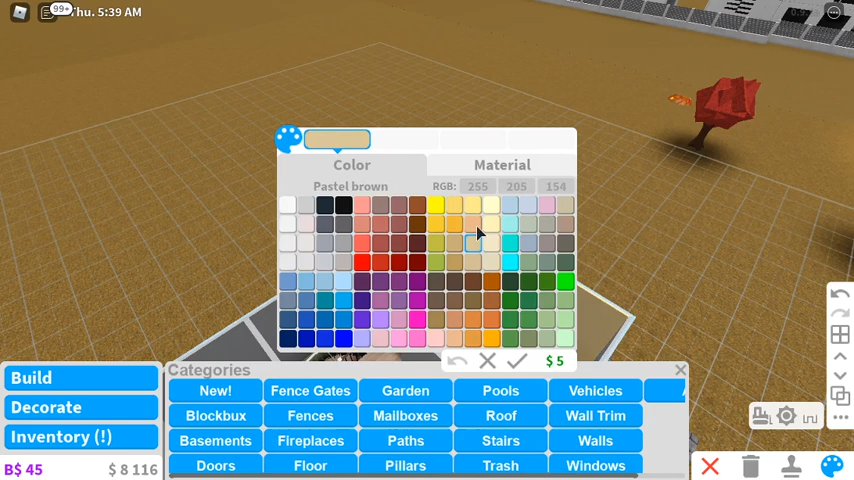 99+
Thu. 5:39 AM
Color
Material
Pastel brown
RGB: 255 205 154
$ 5
Categories
Build
Decorate
Inventory (!)
B$ 45
$ 8 116
New!
Fence Gates
Garden
Pools
Vehicles
Blockbux
Fences
Mailboxes
Roof
Wall Trim
Basements
Fireplaces
Paths
Stairs
Walls
Doors
Floor
Pillars
Trash
Windows